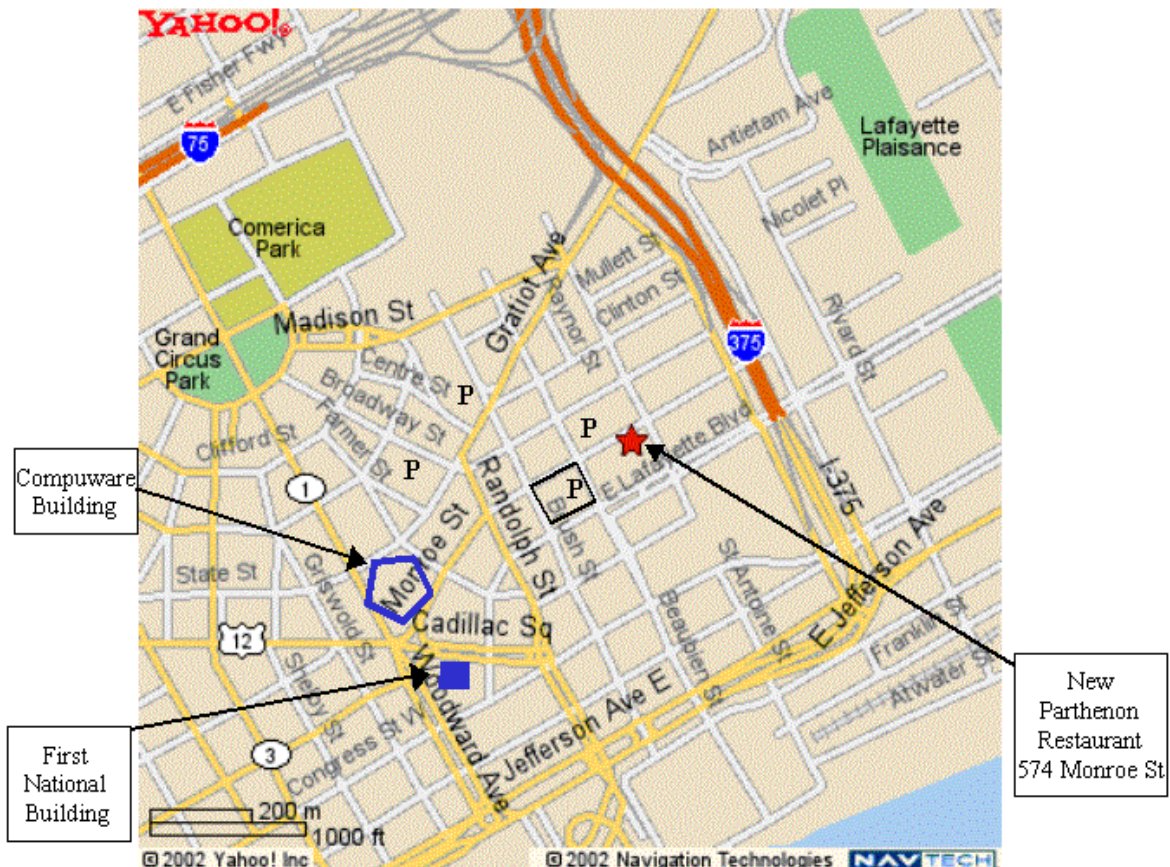 YAHOO!®
E Fisher Fwy
75
Antietam Ave
Lafayette
Plaisance
Nicolet Pl
Comerica
Park
Gratiot Ave
Mullett St
Raynor St
Clinton St
Rivard St
Madison St
375
Grand
Circus
Park
Centre St
P
Broadway St
P
Farmer St
P
Clifford St
E Lafayette Blvd
Compuware
Building
1
Randolph St
P
Brush St
I-375
Monroe St
State St
Griswold St
St Antoine St
E Jefferson Ave
12
Cadillac Sq
Beaubien St
Franklin St
Atwater St
Shelby St
Woodward Ave
New
Parthenon
Restaurant
574 Monroe St
First
National
Building
3
Congress St W
Jefferson Ave E
200 m
1000 ft
©2002 Yahoo! Inc
©2002 Navigation Technologies
NAVTECH